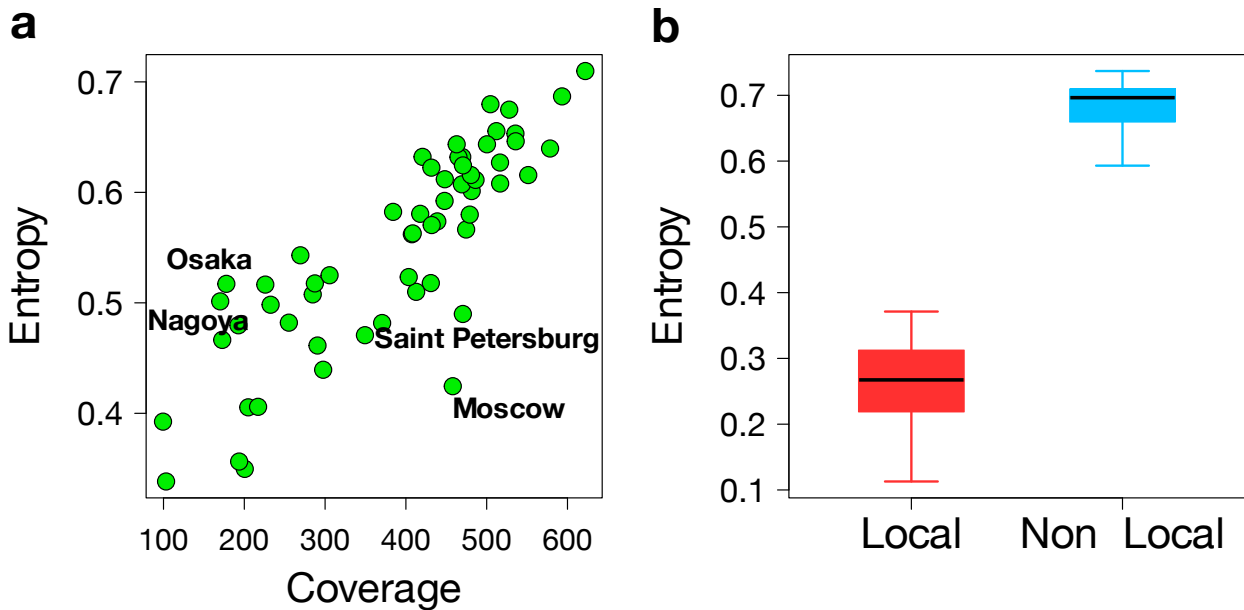 a
Entropy
0.7
0.6
0.5
0.4
Osaka
Nagoya
Saint Petersburg
Moscow
100 200 300 400 500 600
Coverage
b
Entropy
0.7
0.6
0.5
0.4
0.3
0.2
0.1
Local Non Local